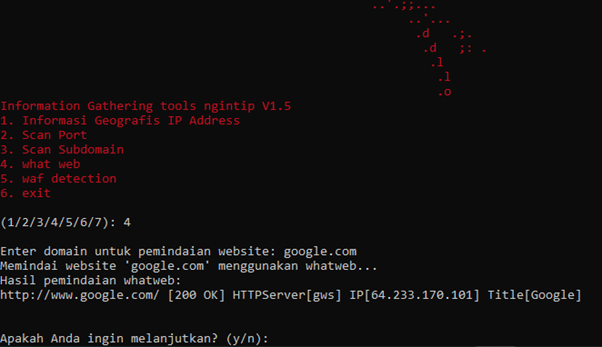 ..'.;;...
..'...
.d .;.
.d ;: .
.l
.l
.o
Information Gathering tools ngintip V1.5
1. Informasi Geografis IP Address
2. Scan Port
3. Scan Subdomain
4. what web
5. waf detection
6. exit
(1/2/3/4/5/6/7): 4
Enter domain untuk pemindaian website: google.com
Memindai website 'google.com' menggunakan whatweb...
Hasil pemindaian whatweb:
http://www.google.com/ [200 OK] HTTPServer[gws] IP[64.233.170.101] Title[Google]
Apakah Anda ingin melanjutkan? (y/n):